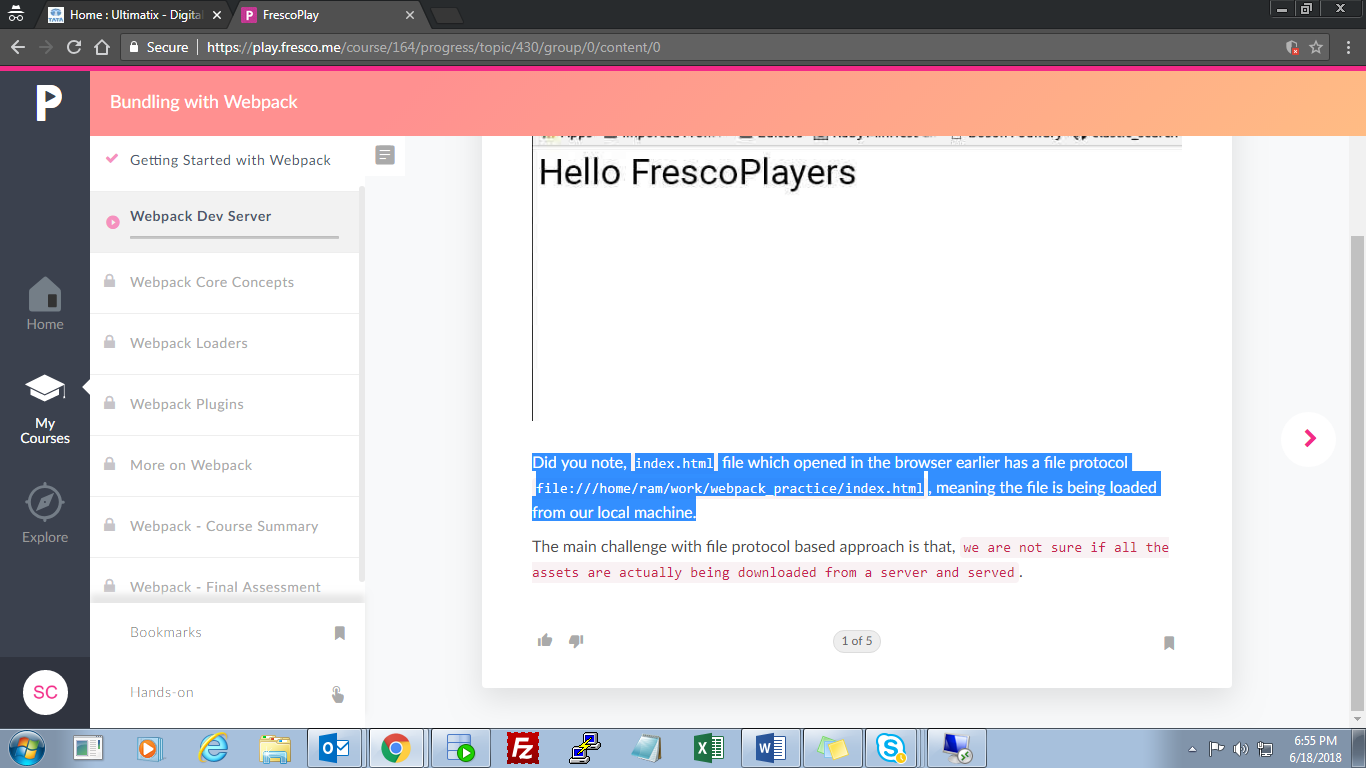 Home : Ultimatix - Digital
FrescoPlay
Secure
https://play.fresco.me/course/164/progress/topic/430/group/0/content/0
Bundling with Webpack
Getting Started with Webpack
Webpack Dev Server
Webpack Core Concepts
Webpack Loaders
Webpack Plugins
More on Webpack
Webpack - Course Summary
Webpack - Final Assessment
Bookmarks
Hands-on
Home
My
Courses
Explore
SC
Hello FrescoPlayers
Did you note, index.html file which opened in the browser earlier has a file protocol
file:///home/ram/work/webpack_practice/index.html, meaning the file is being loaded
from our local machine.
The main challenge with file protocol based approach is that, we are not sure if all the
assets are actually being downloaded from a server and served.
1 of 5
6:55 PM
6/18/2018